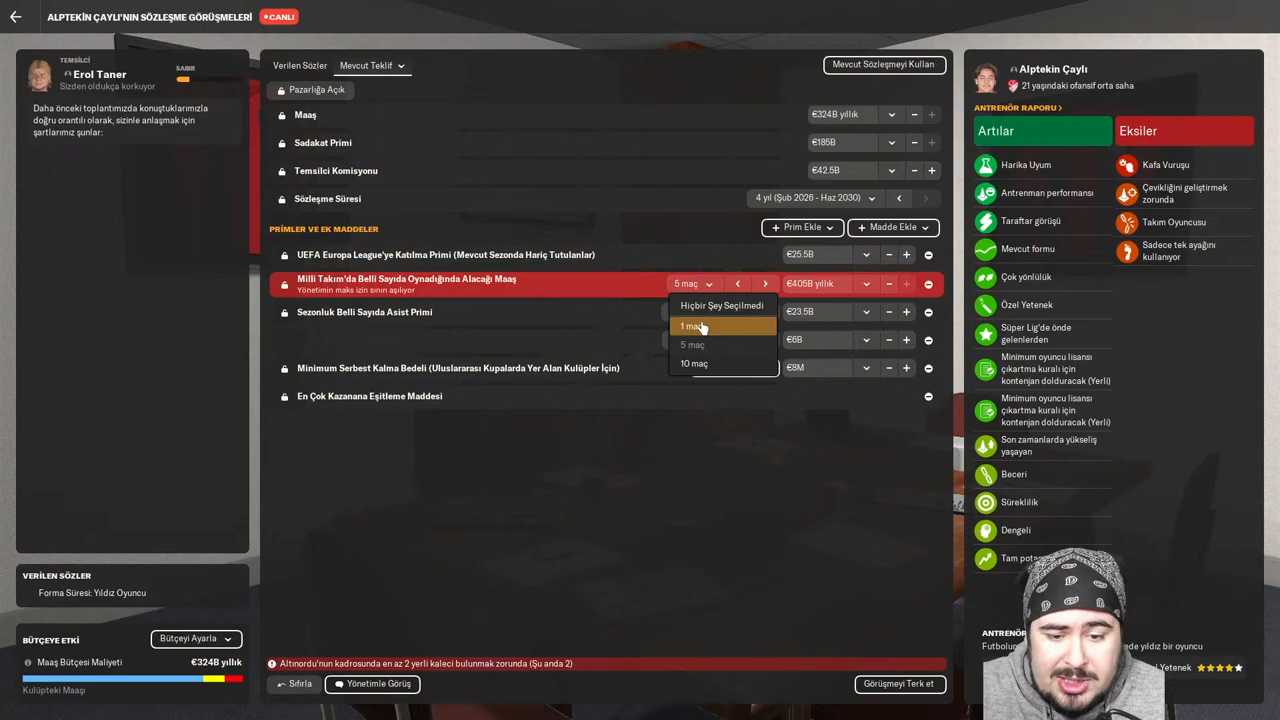 ALPTEKİN ÇAYLI'NIN SÖZLEŞME GÖRÜŞMELERİ
CANLI
TEMSİLCİ
Erol Taner
Sizden oldukça korkuyor
SABIR
Daha önceki toplantımızda konuştuklarımızla
doğru orantılı olarak, sizinle anlaşmak için
şartlarımız şunlar:
VERİLEN SÖZLER
Forma Süresi: Yıldız Oyuncu
BÜTÇEYE ETKİ
Bütçeyi Ayarla
Maaş Bütçesi Maliyeti
€324B yıllık
Kulüpteki Maaşı
Verilen Sözler
Mevcut Teklif
Mevcut Sözleşmeyi Kullan
Pazarlığa Açık
Maaş
€324B yıllık
Sadakat Primi
€185B
Temsilci Komisyonu
€42.5B
Sözleşme Süresi
4 yıl (Şub 2026 - Haz 2030)
PRİMLER VE EK MADDELER
Prim Ekle
Madde Ekle
UEFA Europa League'ye Katılma Primi (Mevcut Sezonda Hariç Tutulanlar)
€25.5B
Milli Takım'da Belli Sayıda Oynadığında Alacağı Maaş
Yönetimin maks izin sınırı aşılıyor
5 maç
€405B yıllık
Hiçbir Şey Seçilmedi
1 maç
5 maç
10 maç
Sezonluk Belli Sayıda Asist Primi
€23.5B
€6B
Minimum Serbest Kalma Bedeli (Uluslararası Kupalarda Yer Alan Kulüpler İçin)
€8M
En Çok Kazanana Eşitleme Maddesi
Altınordu'nun kadrosunda en az 2 yerli kaleci bulunmak zorunda (Şu anda 2)
Sıfırla
Yönetimle Görüş
Görüşmeyi Terk et
Alptekin Çaylı
21 yaşındaki ofansif orta saha
ANTRENÖR RAPORU
Artılar
Eksiler
Harika Uyum
Antrenman performansı
Taraftar görüşü
Mevcut formu
Çok yönlülük
Özel Yetenek
Süper Lig'de önde
gelenlerden
Minimum oyuncu lisansı
çıkartma kuralı için
kontenjan dolduracak (Yerli)
Minimum oyuncu lisansı
çıkartma kuralı için
kontenjan dolduracak (Yerli)
Son zamanlarda yükseliş
yaşayan
Beceri
Süreklilik
Dengeli
Kafa Vuruşu
Çevikliğini geliştirmek
zorunda
Takım Oyuncusu
Sadece tek ayağını
kullanıyor